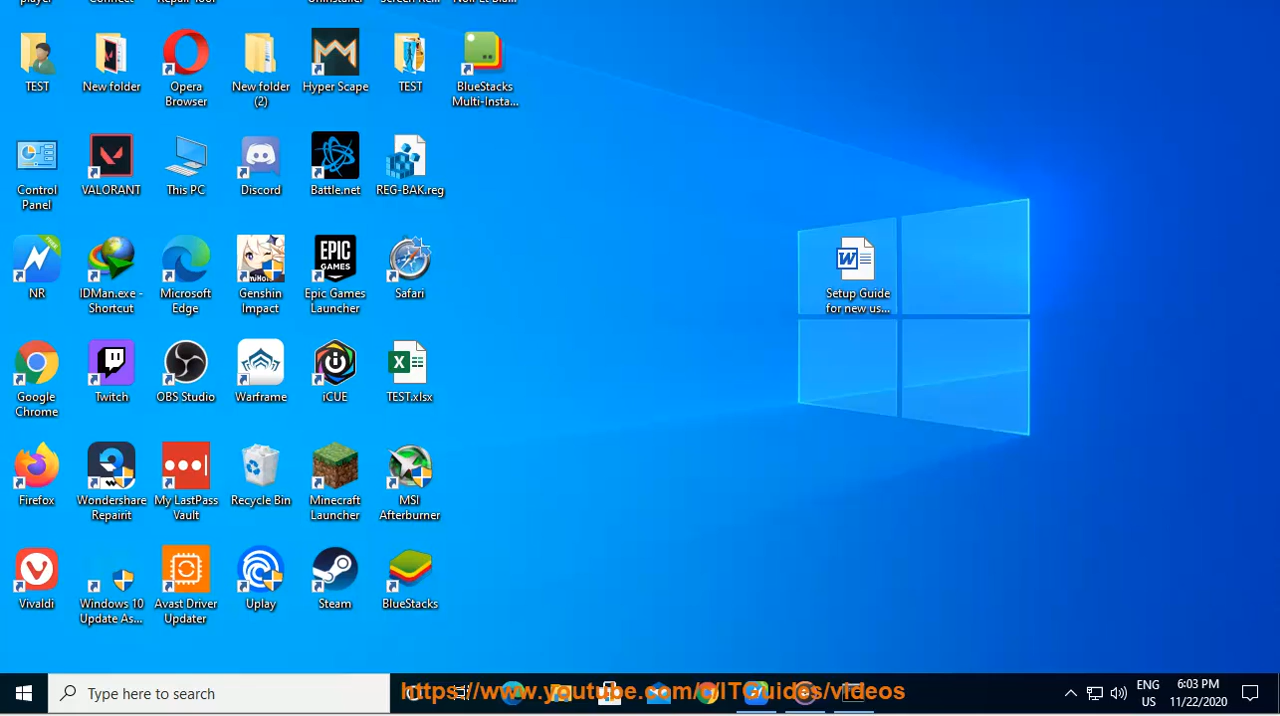 player Connect Repair Tool Uninstaller Screen Re...
TEST
New folder
Opera
Browser
New folder
(2)
Hyper Scape
TEST
BlueStacks
Multi-Insta...
Control
Panel
VALORANT
This PC
Discord
Battle.net
REG-BAK.reg
FREE
NR
IDMan.exe -
Shortcut
Microsoft
Edge
Genshin
Impact
EPIC
GAMES
Epic Games
Launcher
Safari
Setup Guide
for new us...
Google
Chrome
Twitch
OBS Studio
Warframe
iCUE
TEST.xlsx
Firefox
Wondershare
Repairit
My LastPass
Vault
Recycle Bin
Minecraft
Launcher
MSI
Afterburner
Vivaldi
Windows 10
Update As...
Avast Driver
Updater
Uplay
Steam
BlueStacks
Type here to search
https://www.youtube.com/c/ITGuides/videos
ENG
US
6:03 PM
11/22/2020